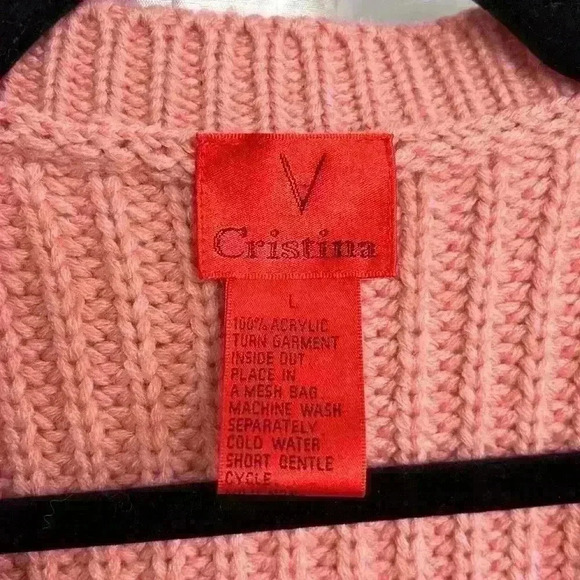 V
Cristina
L
100% ACRYLIC
TURN GARMENT
INSIDE OUT
PLACE IN
A MESH BAG
MACHINE WASH
SEPARATELY
COLD WATER
SHORT GENTLE
CYCLE